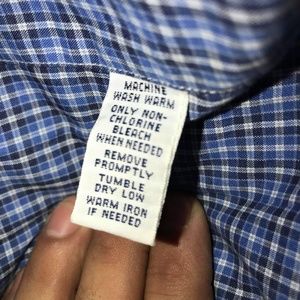 MACHINE
WASH WARM
ONLY NON-
CHLORINE
BLEACH
WHEN NEEDED
REMOVE
PROMPTLY
TUMBLE
DRY LOW
WARM IRON
IF NEEDED